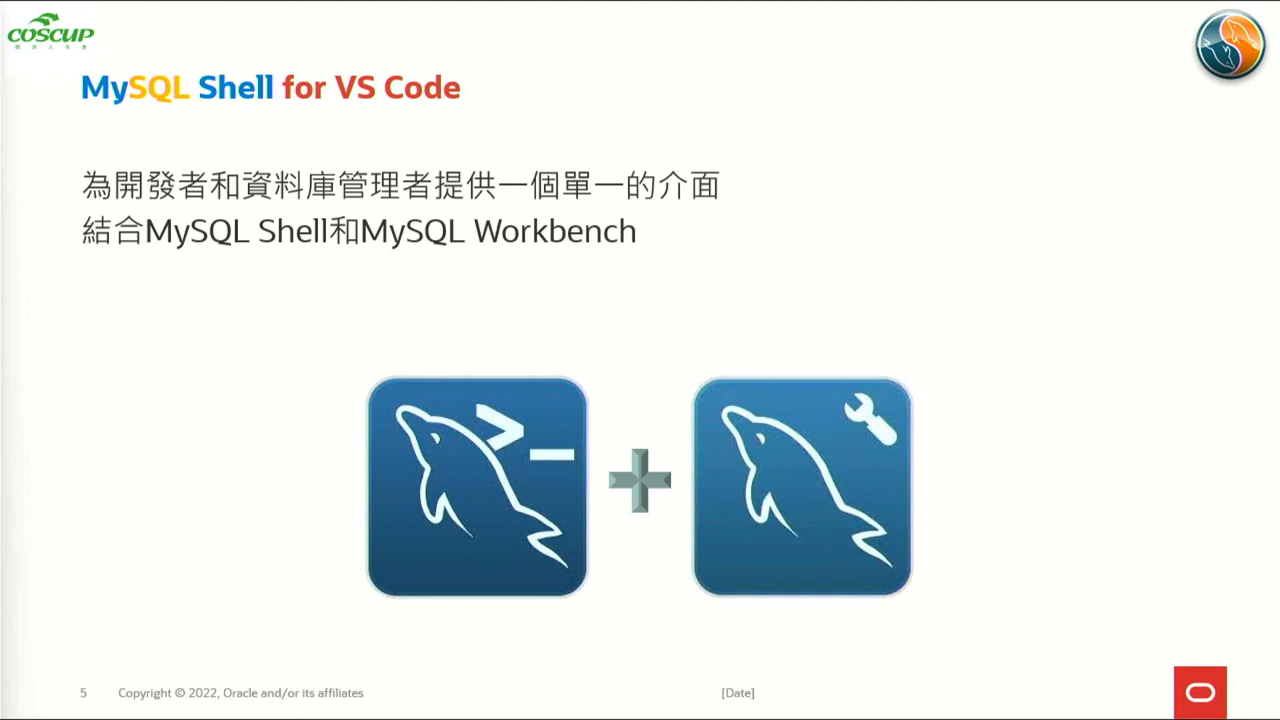 COSCUP
MySQL Shell for VS Code
為開發者和資料庫管理者提供一個單一的介面
結合MySQL Shell和MySQL Workbench
5 Copyright © 2022, Oracle and/or its affiliates [Date]